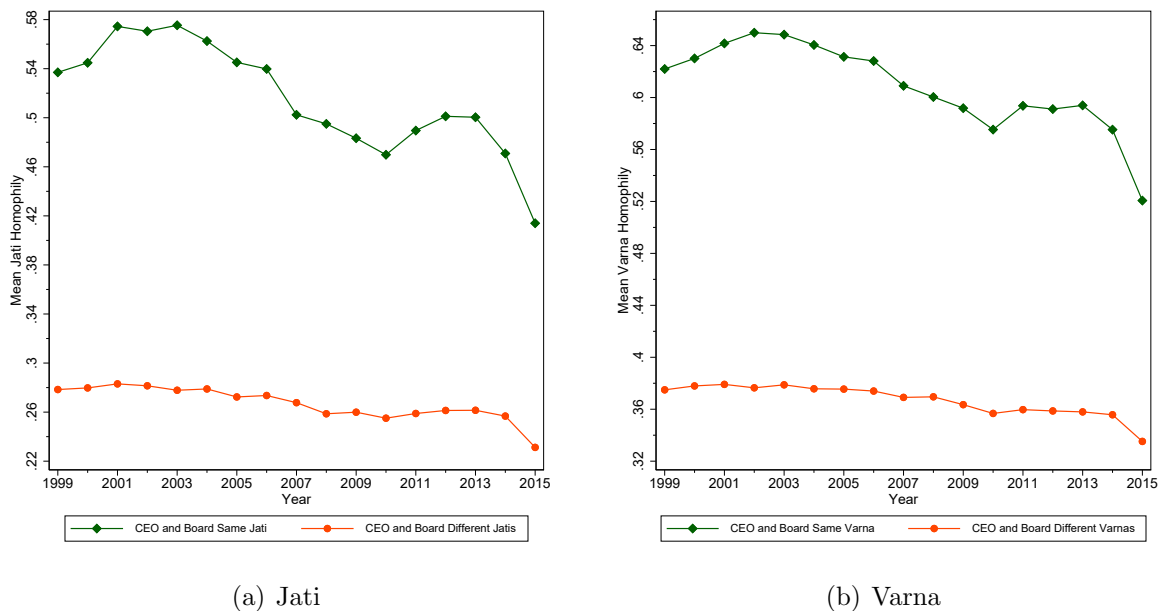 .58
.54
.5
.46
.42
.38
.34
.3
.26
.22
Mean Jati Homophily
1999 2001 2003 2005 2007 2009 2011 2013 2015
Year
CEO and Board Same Jati CEO and Board Different Jatis
(a) Jati
.64
.6
.56
.52
.48
.44
.4
.36
.32
Mean Varna Homophily
1999 2001 2003 2005 2007 2009 2011 2013 2015
Year
CEO and Board Same Varna CEO and Board Different Varnas
(b) Varna